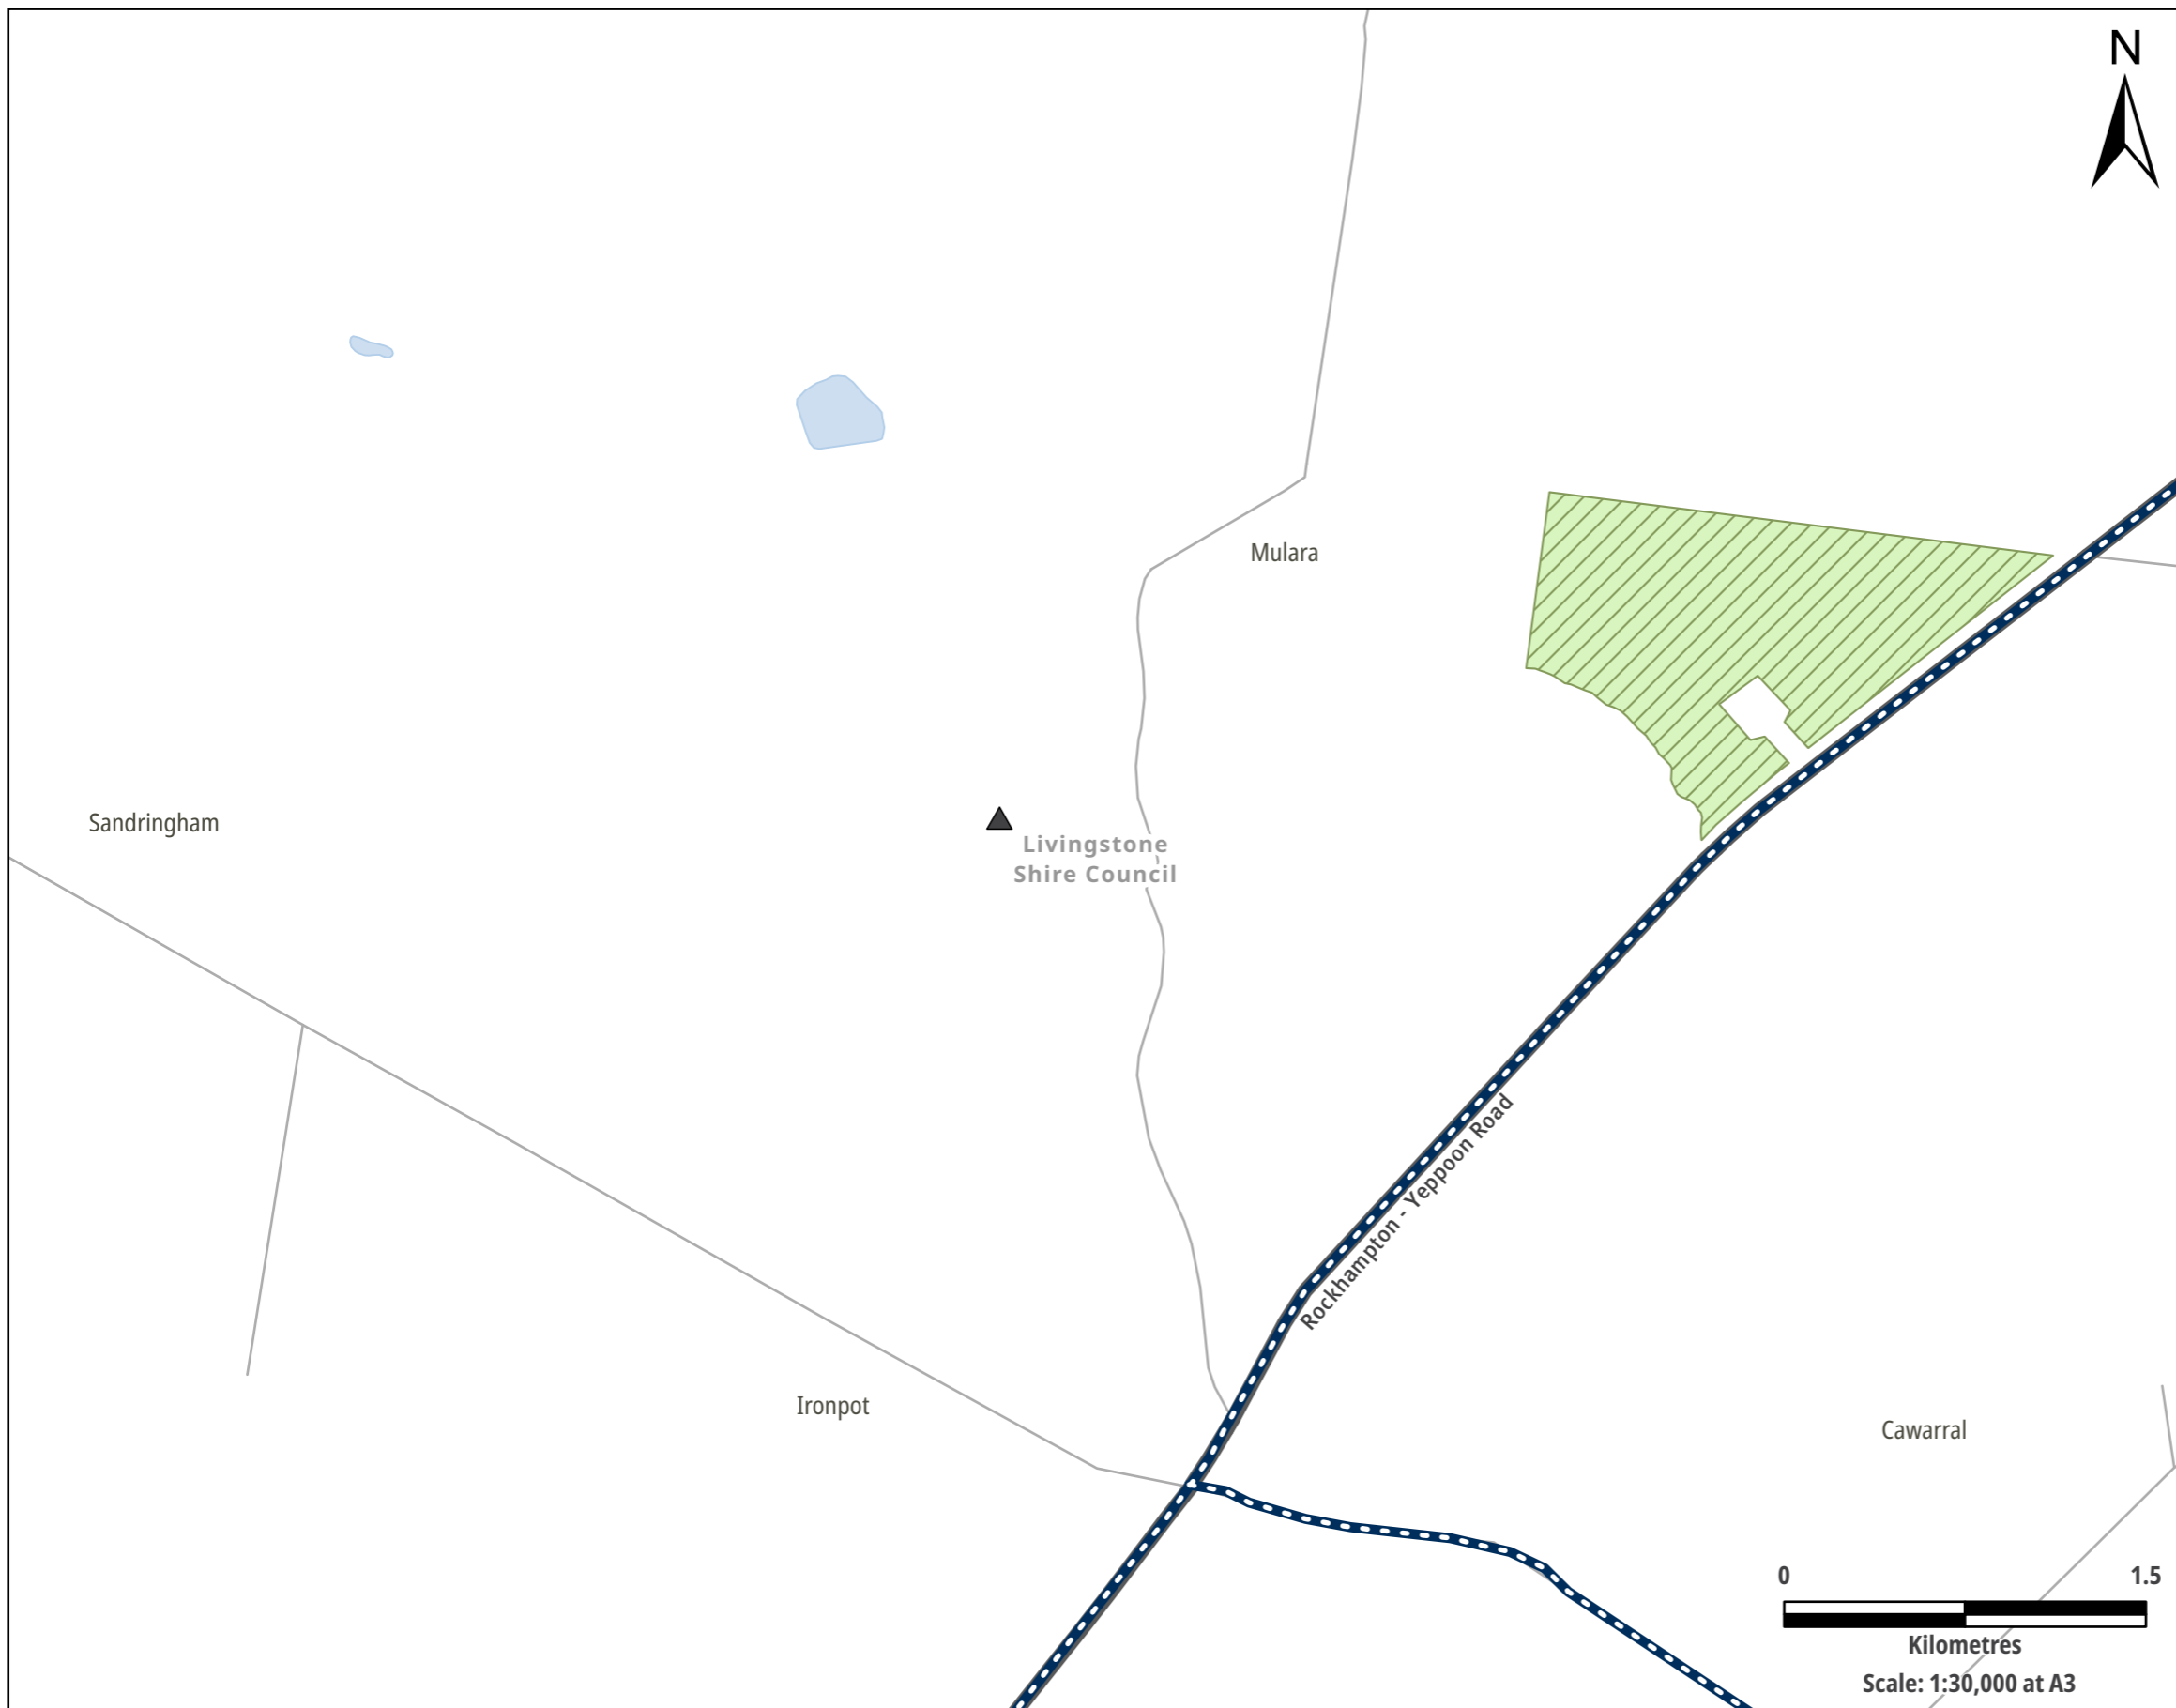 N
Mulara
Sandringham
Livingstone
Shire Council
Rockhampton - Yeppoon Road
Ironpot
Cawarral
0 1.5
Kilometres
Scale: 1:30,000 at A3